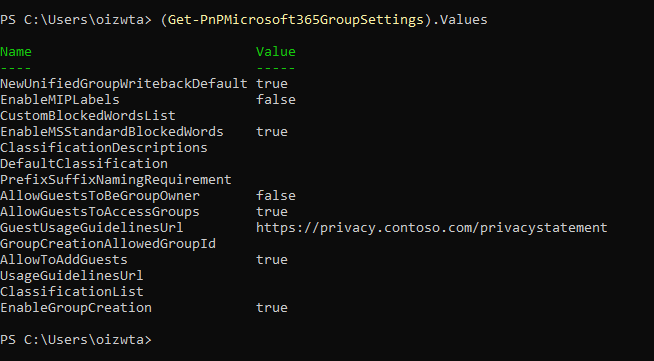 PS C:\Users\oizwta> (Get-PnPMicrosoft365GroupSettings).Values
Name Value
---- -----
NewUnifiedGroupWritebackDefault true
EnableMIPLabels false
CustomBlockedWordsList
EnableMSStandardBlockedWords true
ClassificationDescriptions
DefaultClassification
PrefixSuffixNamingRequirement
AllowGuestsToBeGroupOwner false
AllowGuestsToAccessGroups true
GuestUsageGuidelinesUrl https://privacy.contoso.com/privacystatement
GroupCreationAllowedGroupId
AllowToAddGuests true
UsageGuidelinesUrl
ClassificationList
EnableGroupCreation true
PS C:\Users\oizwta>